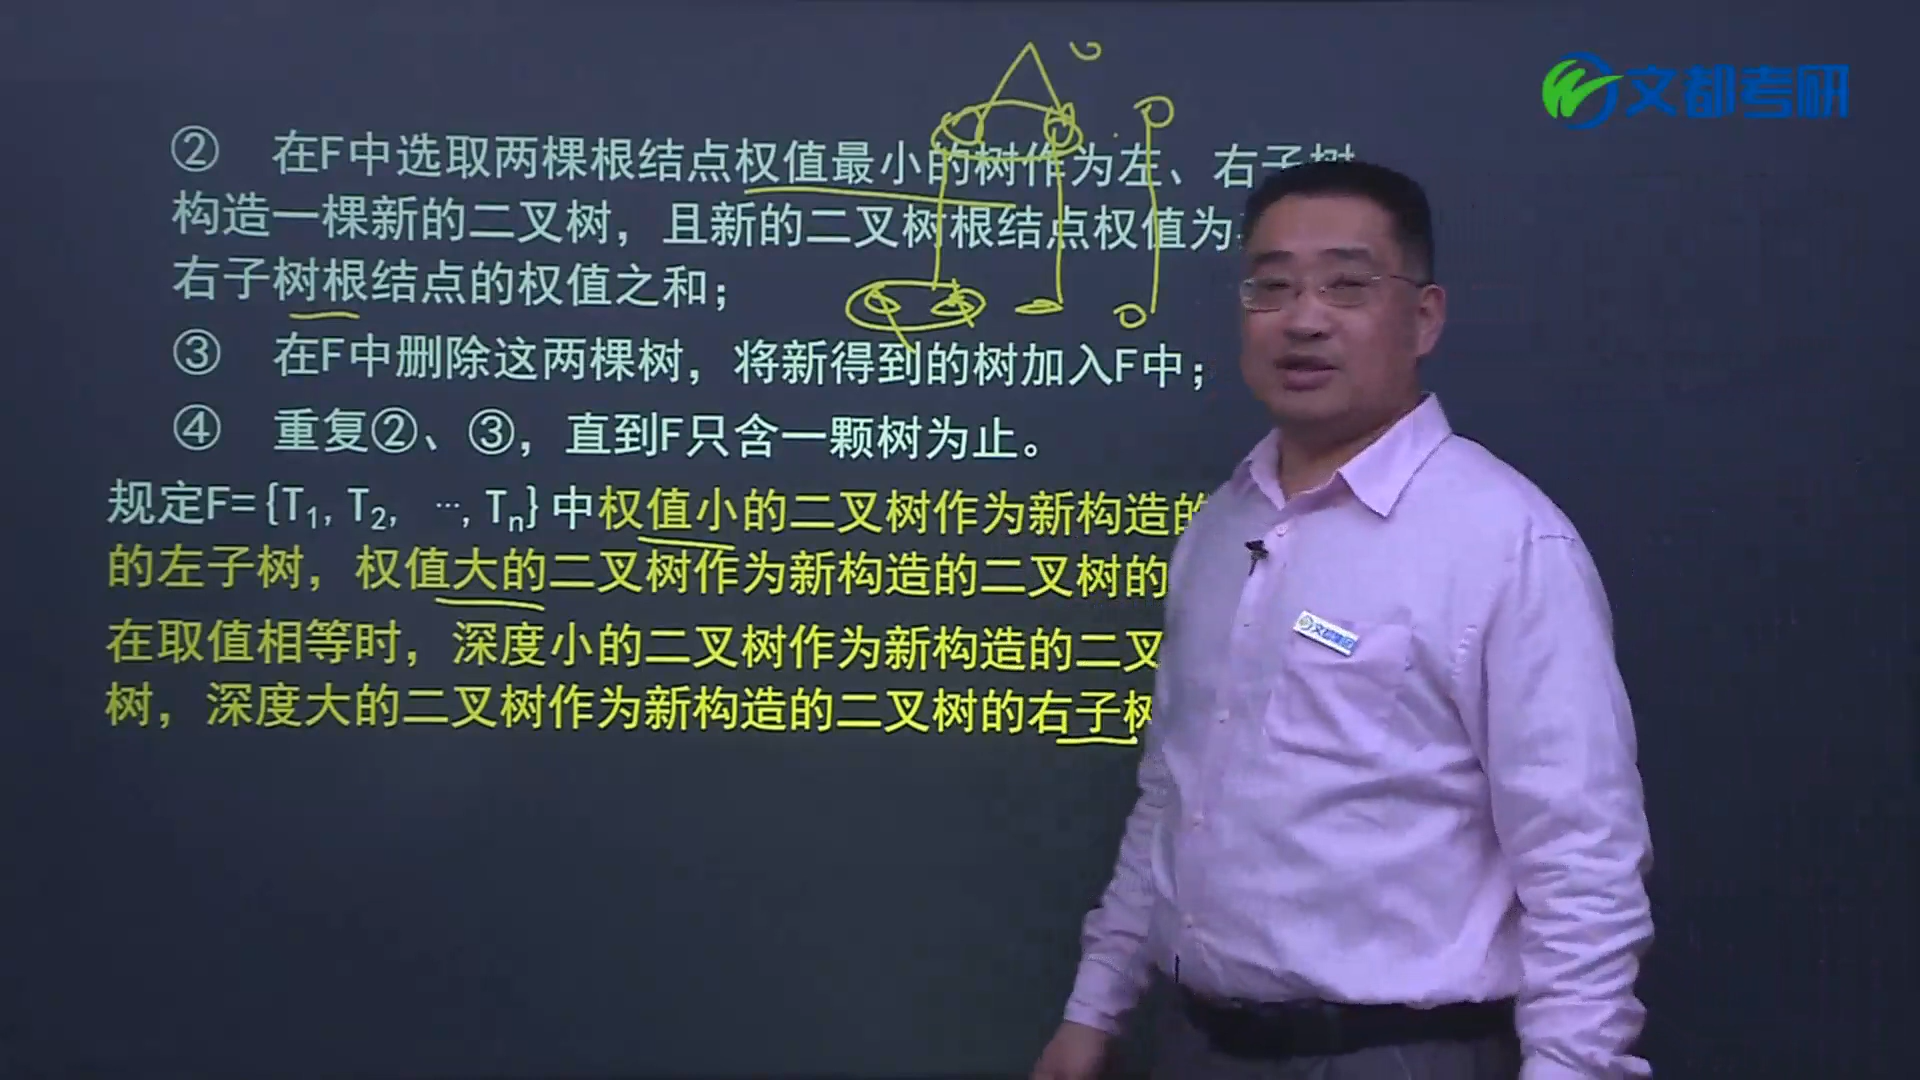 文都考研
② 在F中选取两棵根结点权值最小的树作为左、右子树
构造一棵新的二叉树，且新的二叉树根结点权值为
右子树根结点的权值之和；
③ 在F中删除这两棵树，将新得到的树加入F中；
④ 重复②、③，直到F只含一颗树为止。
规定F={T₁,T₂, …,Tₙ}中权值小的二叉树作为新构造的
的左子树，权值大的二叉树作为新构造的二叉树的
在取值相等时，深度小的二叉树作为新构造的二叉
树，深度大的二叉树作为新构造的二叉树的右子树